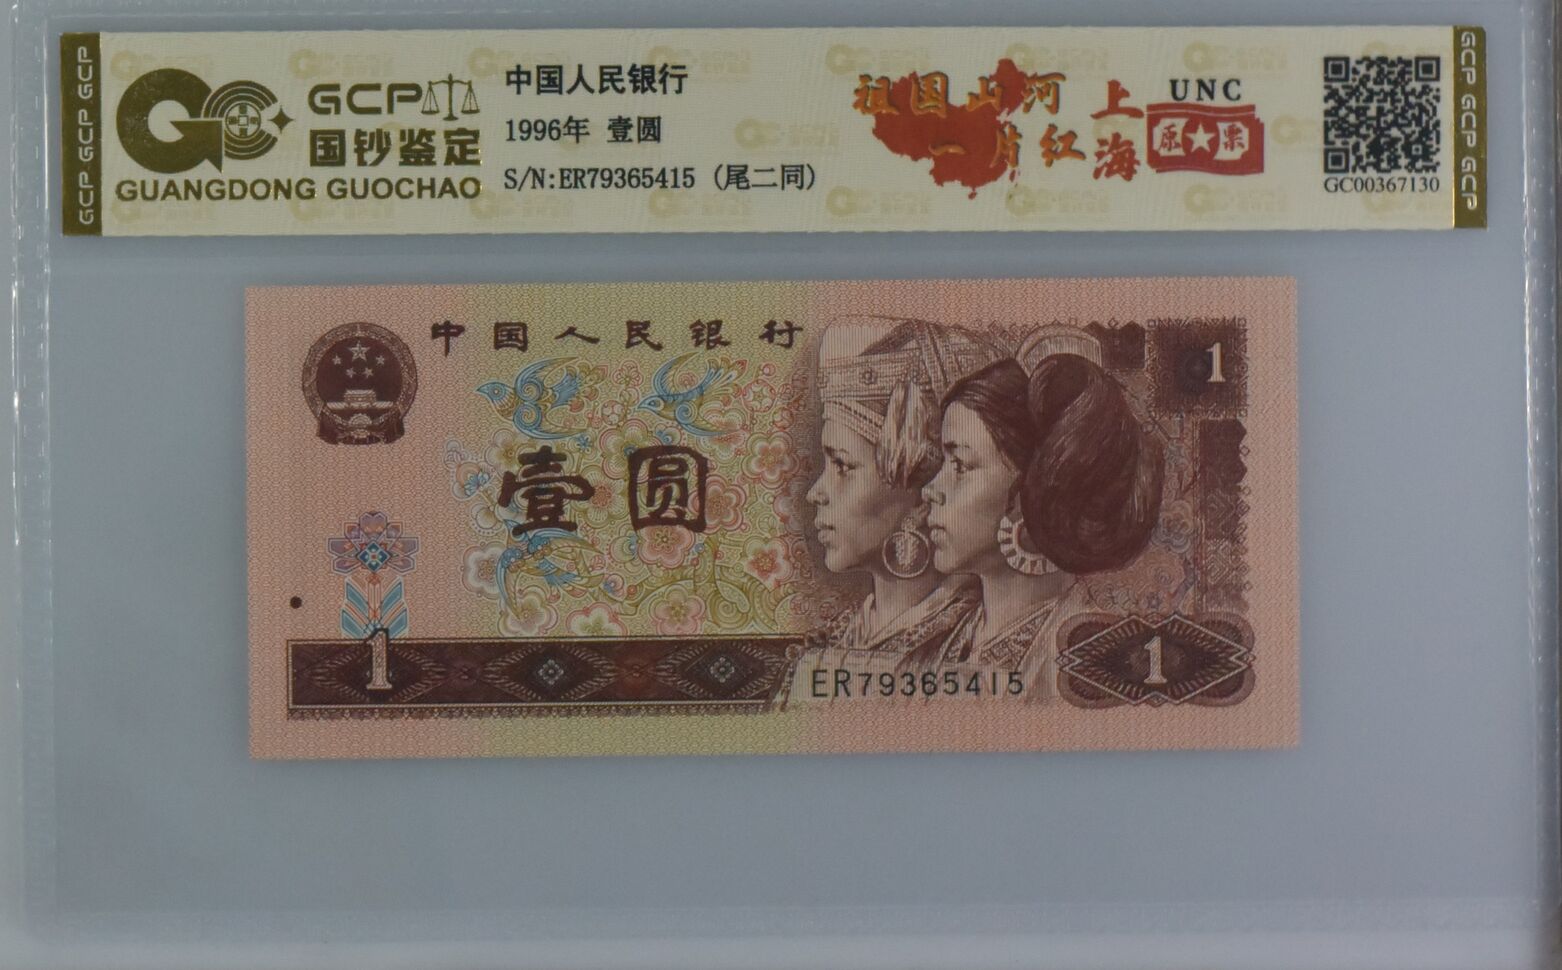 GCP GCP GCP
GCP
国钞鉴定
GUANGDONG GUOCHAO
中国人民银行
1996年 壹圆
S/N:ER79365415 (尾二同)
祖国山河
一片红
上海
UNC
原★票
GC00367130
GCP GCP GCP
中国人民银行
1
壹圆
1
ER79365415
1